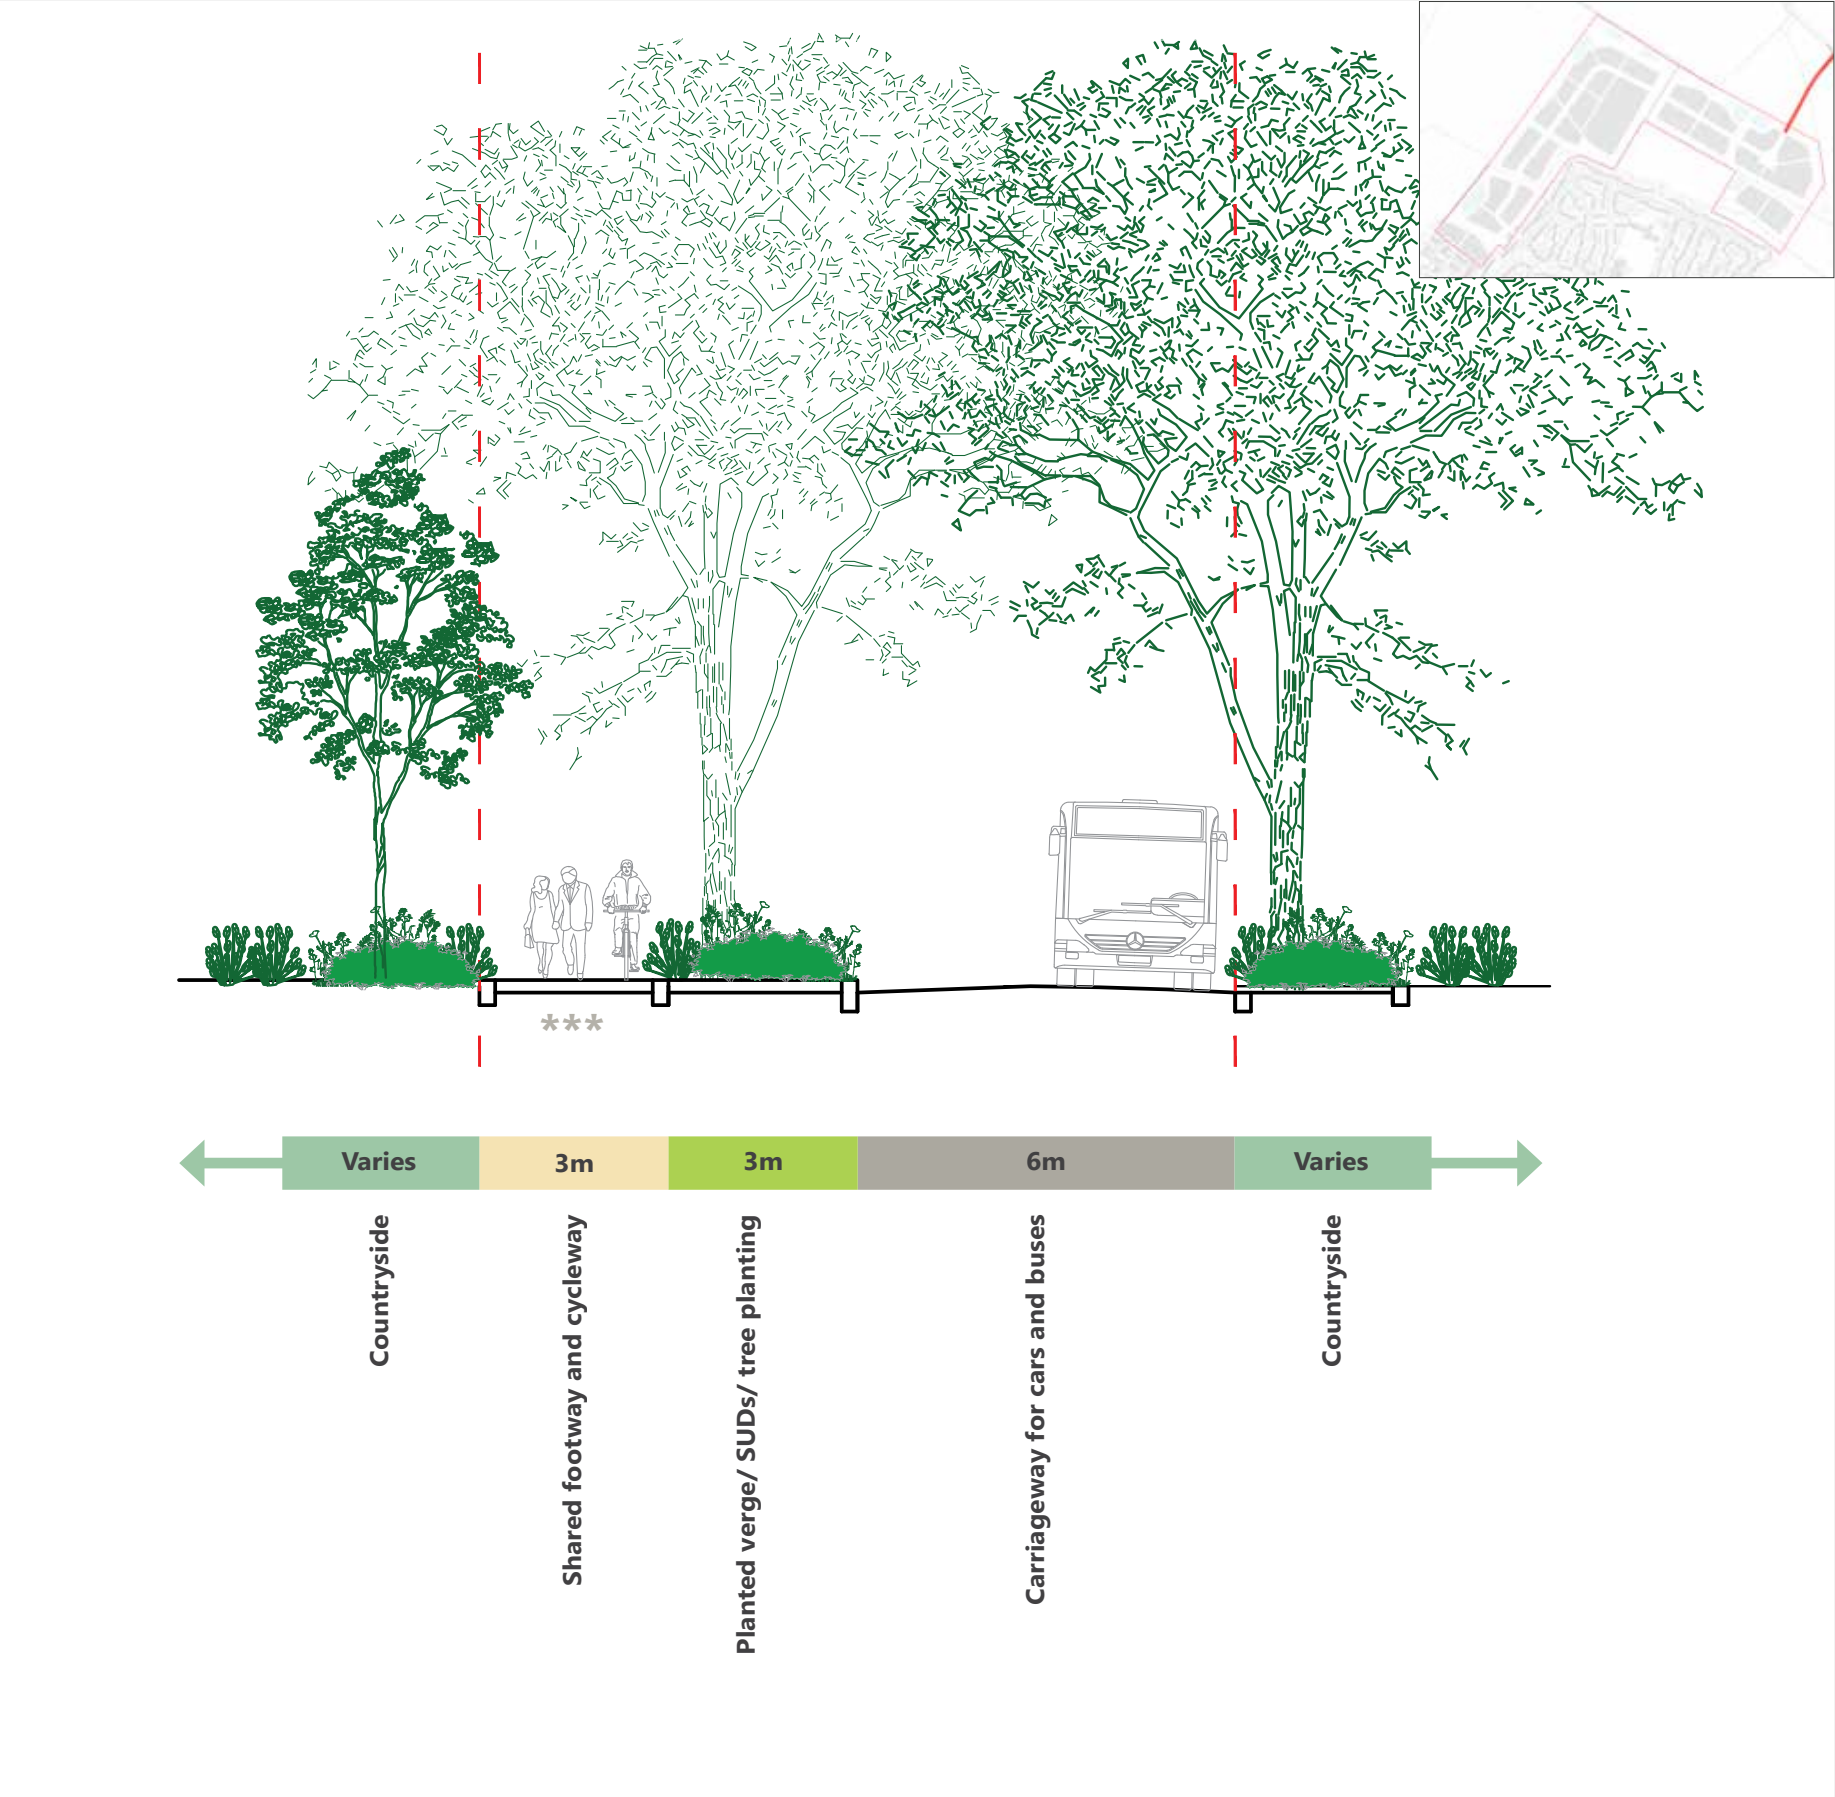 ***
Varies
3m
3m
6m
Varies
Countryside
Shared footway and cycleway
Planted verge/ SUDs/ tree planting
Carriageway for cars and buses
Countryside